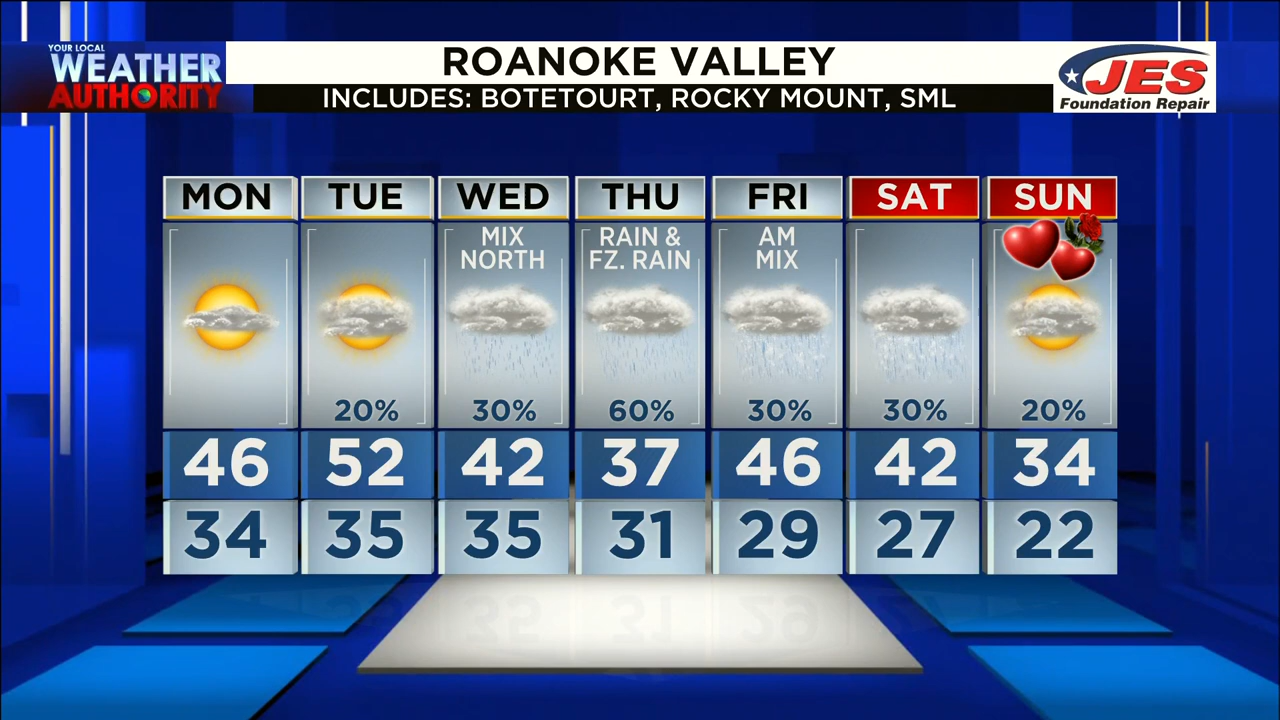 YOUR LOCAL
WEATHER
AUTHORITY
ROANOKE VALLEY
INCLUDES: BOTETOURT, ROCKY MOUNT, SML
JES
Foundation Repair
MON TUE WED THU FRI SAT SUN
MIX NORTH
RAIN & FZ. RAIN
AM MIX
20% 30% 60% 30% 30% 20%
46 52 42 37 46 42 34
34 35 35 31 29 27 22